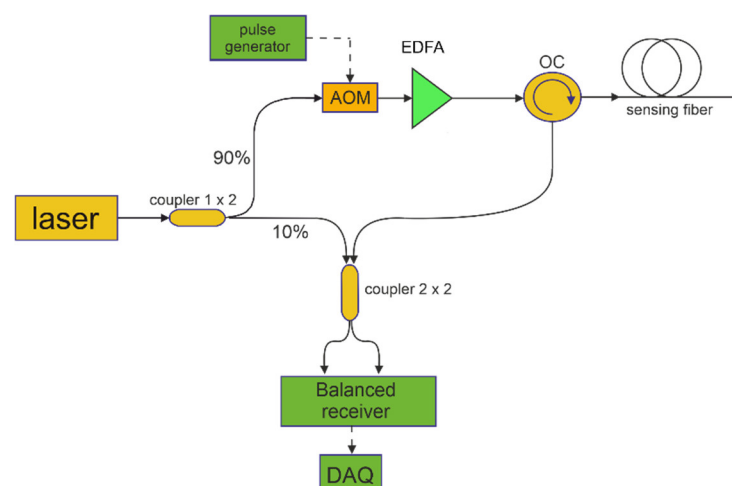 pulse
generator
EDFA
OC
AOM
sensing fiber
90%
coupler 1 x 2
laser
10%
coupler 2 x 2
Balanced
receiver
DAQ